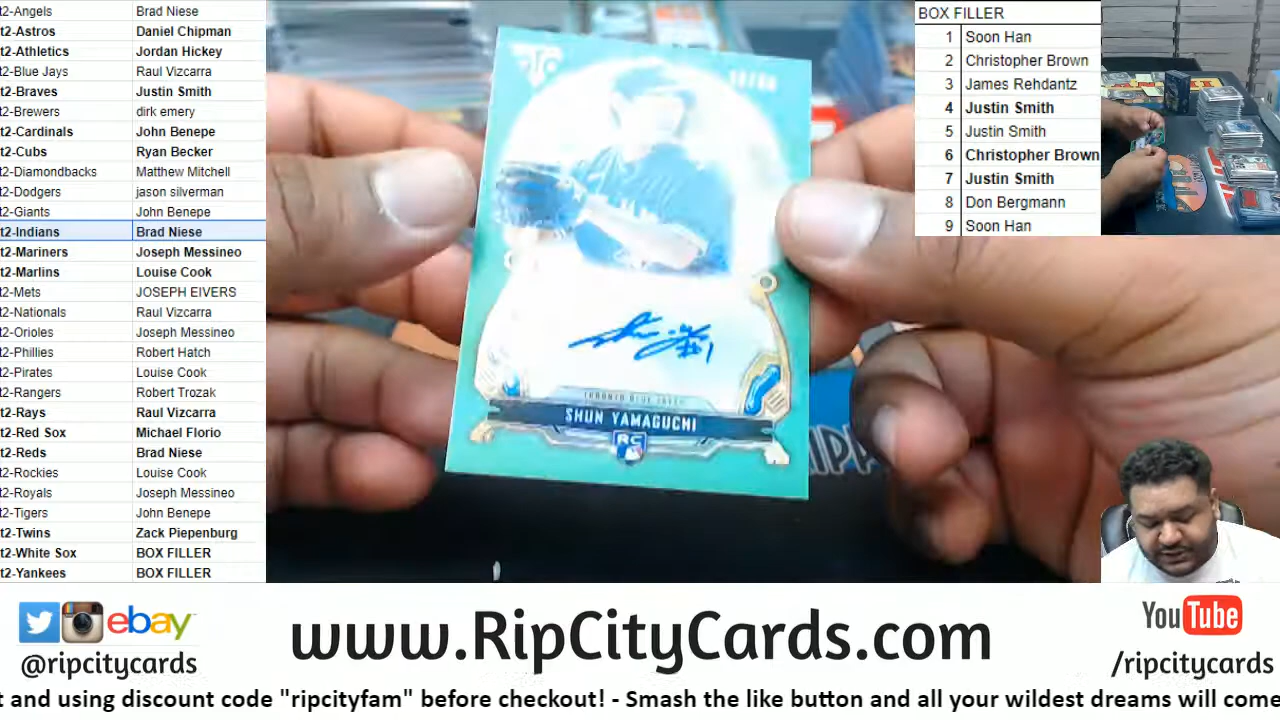 t2-Angels Brad Niese
t2-Astros Daniel Chipman
t2-Athletics Jordan Hickey
t2-Blue Jays Raul Vizcarra
t2-Braves Justin Smith
t2-Brewers dirk emery
t2-Cardinals John Benepe
t2-Cubs Ryan Becker
t2-Diamondbacks Matthew Mitchell
t2-Dodgers jason silverman
t2-Giants John Benepe
t2-Indians Brad Niese
t2-Mariners Joseph Messineo
t2-Marlins Louise Cook
t2-Mets JOSEPH EIVERS
t2-Nationals Raul Vizcarra
t2-Orioles Joseph Messineo
t2-Phillies Robert Hatch
t2-Pirates Louise Cook
t2-Rangers Robert Trozak
t2-Rays Raul Vizcarra
t2-Red Sox Michael Florio
t2-Reds Brad Niese
t2-Rockies Louise Cook
t2-Royals Joseph Messineo
t2-Tigers John Benepe
t2-Twins Zack Piepenburg
t2-White Sox BOX FILLER
t2-Yankees BOX FILLER
TORONTO BLUE JAYS
SHUN YAMAGUCHI
RC
#1
BOX FILLER
1 Soon Han
2 Christopher Brown
3 James Rehdantz
4 Justin Smith
5 Justin Smith
6 Christopher Brown
7 Justin Smith
8 Don Bergmann
9 Soon Han
ebay
@ripcitycards
www.RipCityCards.com
YouTube
/ripcitycards
t and using discount code "ripcityfam" before checkout! - Smash the like button and all your wildest dreams will come